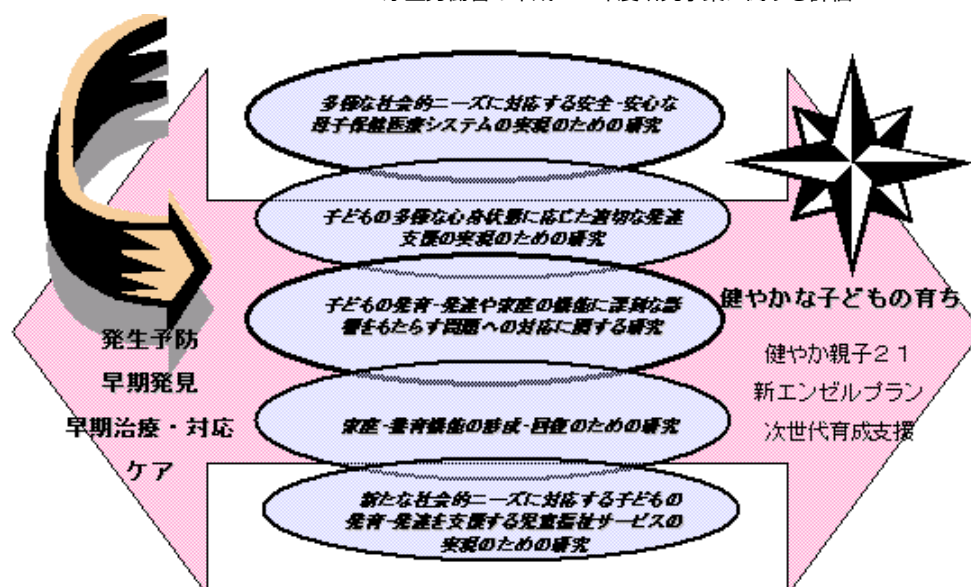 多様な社会的ニーズに対応する安全・安心な
母子保健医療システムの実現のための研究
子どもの多様な心身状態に応じた適切な発達
支援の実現のための研究
子どもの発育・発達や家庭の機能に深刻な影
響をもたらす問題への対応に関する研究
家庭・養育機能の形成・回復のための研究
新たな社会的ニーズに対応する子どもの
発育・発達を支援する児童福祉サービスの
実現のための研究
発生予防
早期発見
早期治療・対応
ケア
健やかな子どもの育ち
健やか親子２１
新エンゼルプラン
次世代育成支援